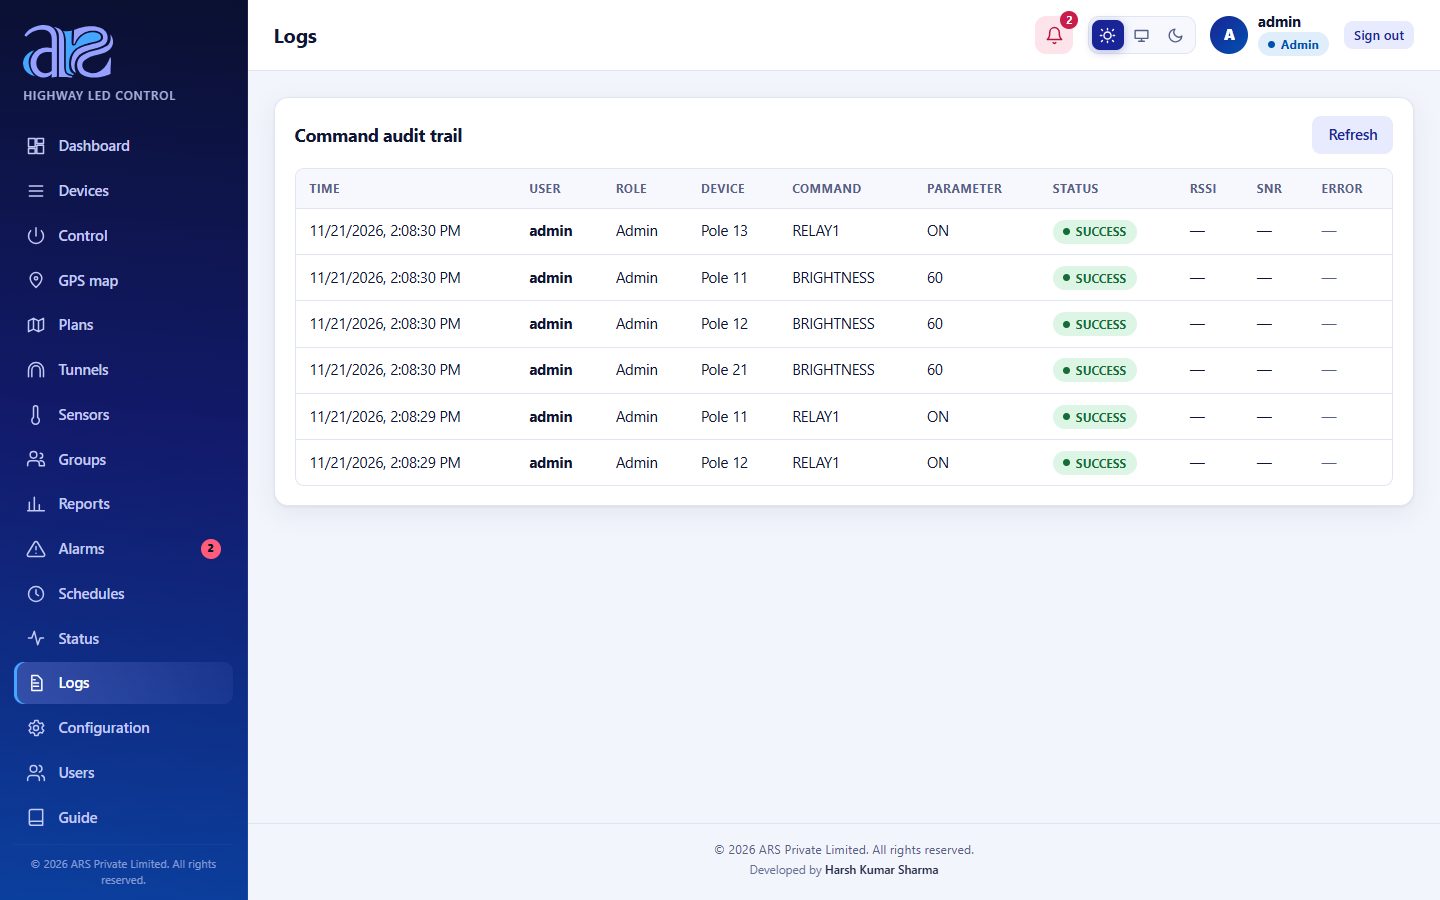 ars
HIGHWAY LED CONTROL
Dashboard
Devices
Control
GPS map
Plans
Tunnels
Sensors
Groups
Reports
Alarms 2
Schedules
Status
Logs
Configuration
Users
Guide
© 2026 ARS Private Limited. All rights
reserved.
Logs
2
A
admin
Admin
Sign out
Command audit trail
Refresh
TIME USER ROLE DEVICE COMMAND PARAMETER STATUS RSSI SNR ERROR
11/21/2026, 2:08:30 PM admin Admin Pole 13 RELAY1 ON SUCCESS — — —
11/21/2026, 2:08:30 PM admin Admin Pole 11 BRIGHTNESS 60 SUCCESS — — —
11/21/2026, 2:08:30 PM admin Admin Pole 12 BRIGHTNESS 60 SUCCESS — — —
11/21/2026, 2:08:30 PM admin Admin Pole 21 BRIGHTNESS 60 SUCCESS — — —
11/21/2026, 2:08:29 PM admin Admin Pole 11 RELAY1 ON SUCCESS — — —
11/21/2026, 2:08:29 PM admin Admin Pole 12 RELAY1 ON SUCCESS — — —
© 2026 ARS Private Limited. All rights reserved.
Developed by Harsh Kumar Sharma